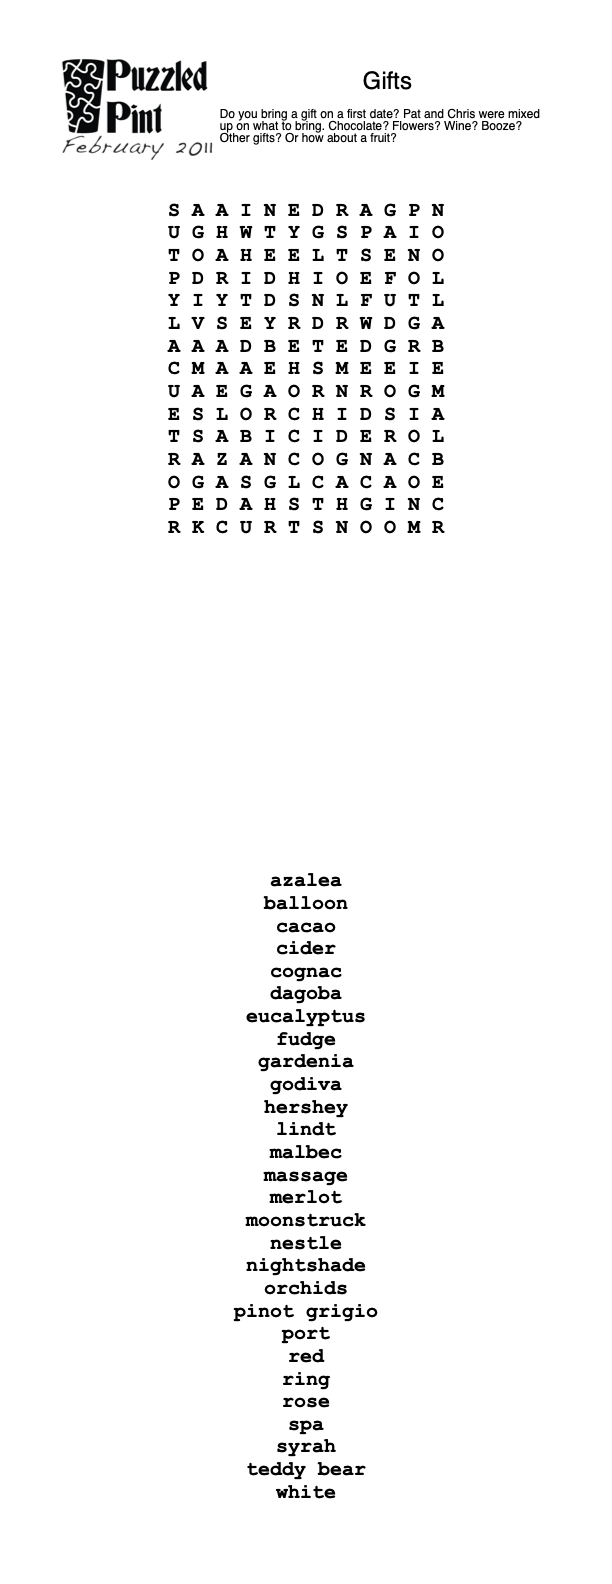 Puzzled
Pint
February 2011
Gifts
Do you bring a gift on a first date? Pat and Chris were mixed
up on what to bring. Chocolate? Flowers? Wine? Booze?
Other gifts? Or how about a fruit?
S A A I N E D R A G P N
U G H W T Y G S P A I O
T O A H E E L T S E N O
P D R I D H I O E F O L
Y I Y T D S N L F U T L
L V S E Y R D R W D G A
A A A D B E T E D G R B
C M A A E H S M E E I E
U A E G A O R N R O G M
E S L O R C H I D S I A
T S A B I C I D E R O L
R A Z A N C O G N A C B
O G A S G L C A C A O E
P E D A H S T H G I N C
R K C U R T S N O O M R
azalea
balloon
cacao
cider
cognac
dagoba
eucalyptus
fudge
gardenia
godiva
hershey
lindt
malbec
massage
merlot
moonstruck
nestle
nightshade
orchids
pinot grigio
port
red
ring
rose
spa
syrah
teddy bear
white